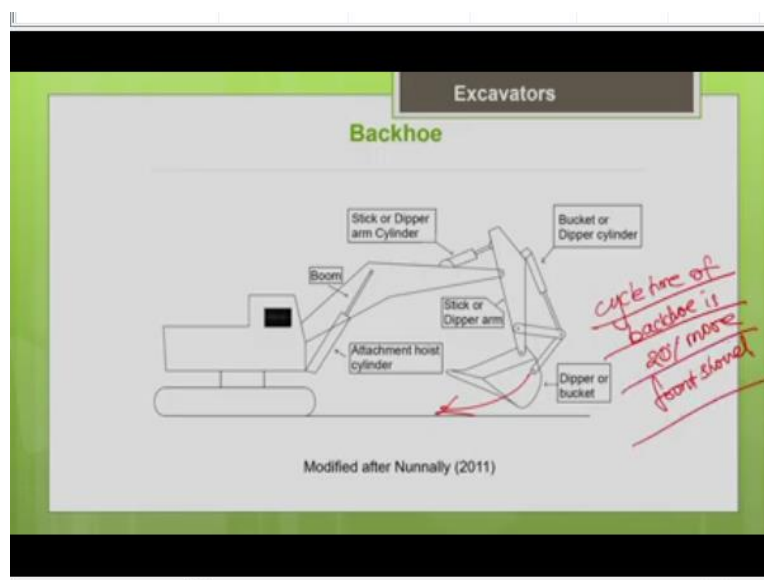 Excavators
Backhoe
Stick or Dipper
arm Cylinder
Bucket or
Dipper cylinder
Boom
Stick or
Dipper arm
Attachment hoist
cylinder
Dipper or
bucket
cycle time of
backhoe is
20% more
front shovel
Modified after Nunnally (2011)